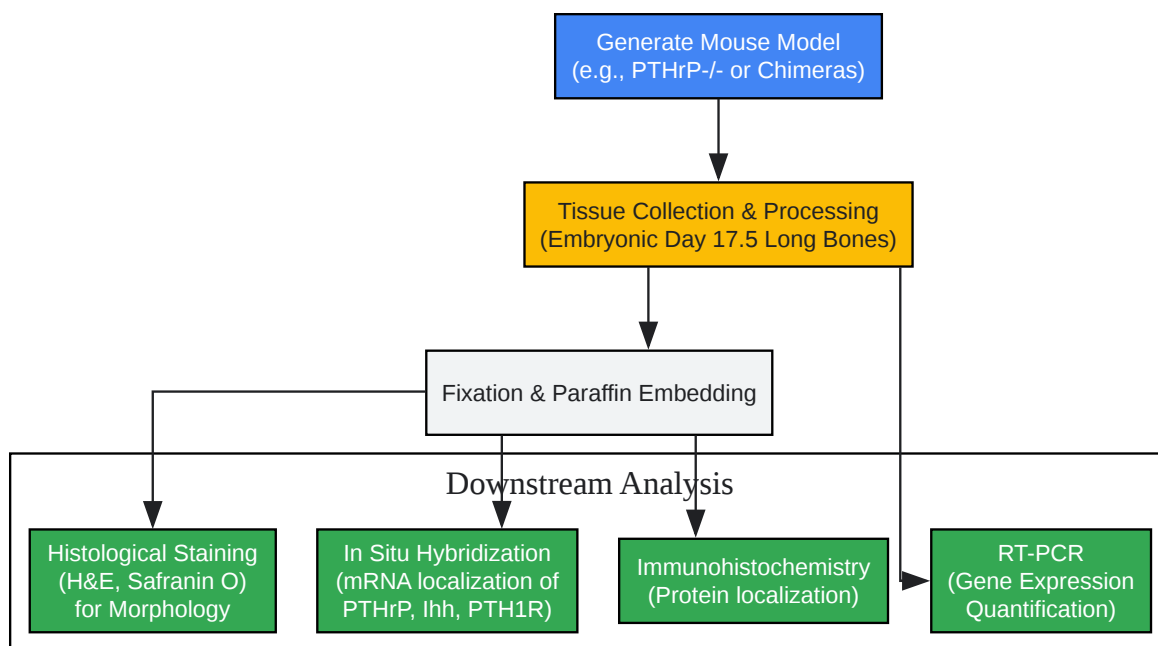 Generate Mouse Model
(e.g., PTHrP-/- or Chimeras)
Tissue Collection & Processing
(Embryonic Day 17.5 Long Bones)
Fixation & Paraffin Embedding
Downstream Analysis
Histological Staining
(H&E, Safranin O)
for Morphology
In Situ Hybridization
(mRNA localization of
PTHrP, Ihh, PTH1R)
Immunohistochemistry
(Protein localization)
RT-PCR
(Gene Expression
Quantification)